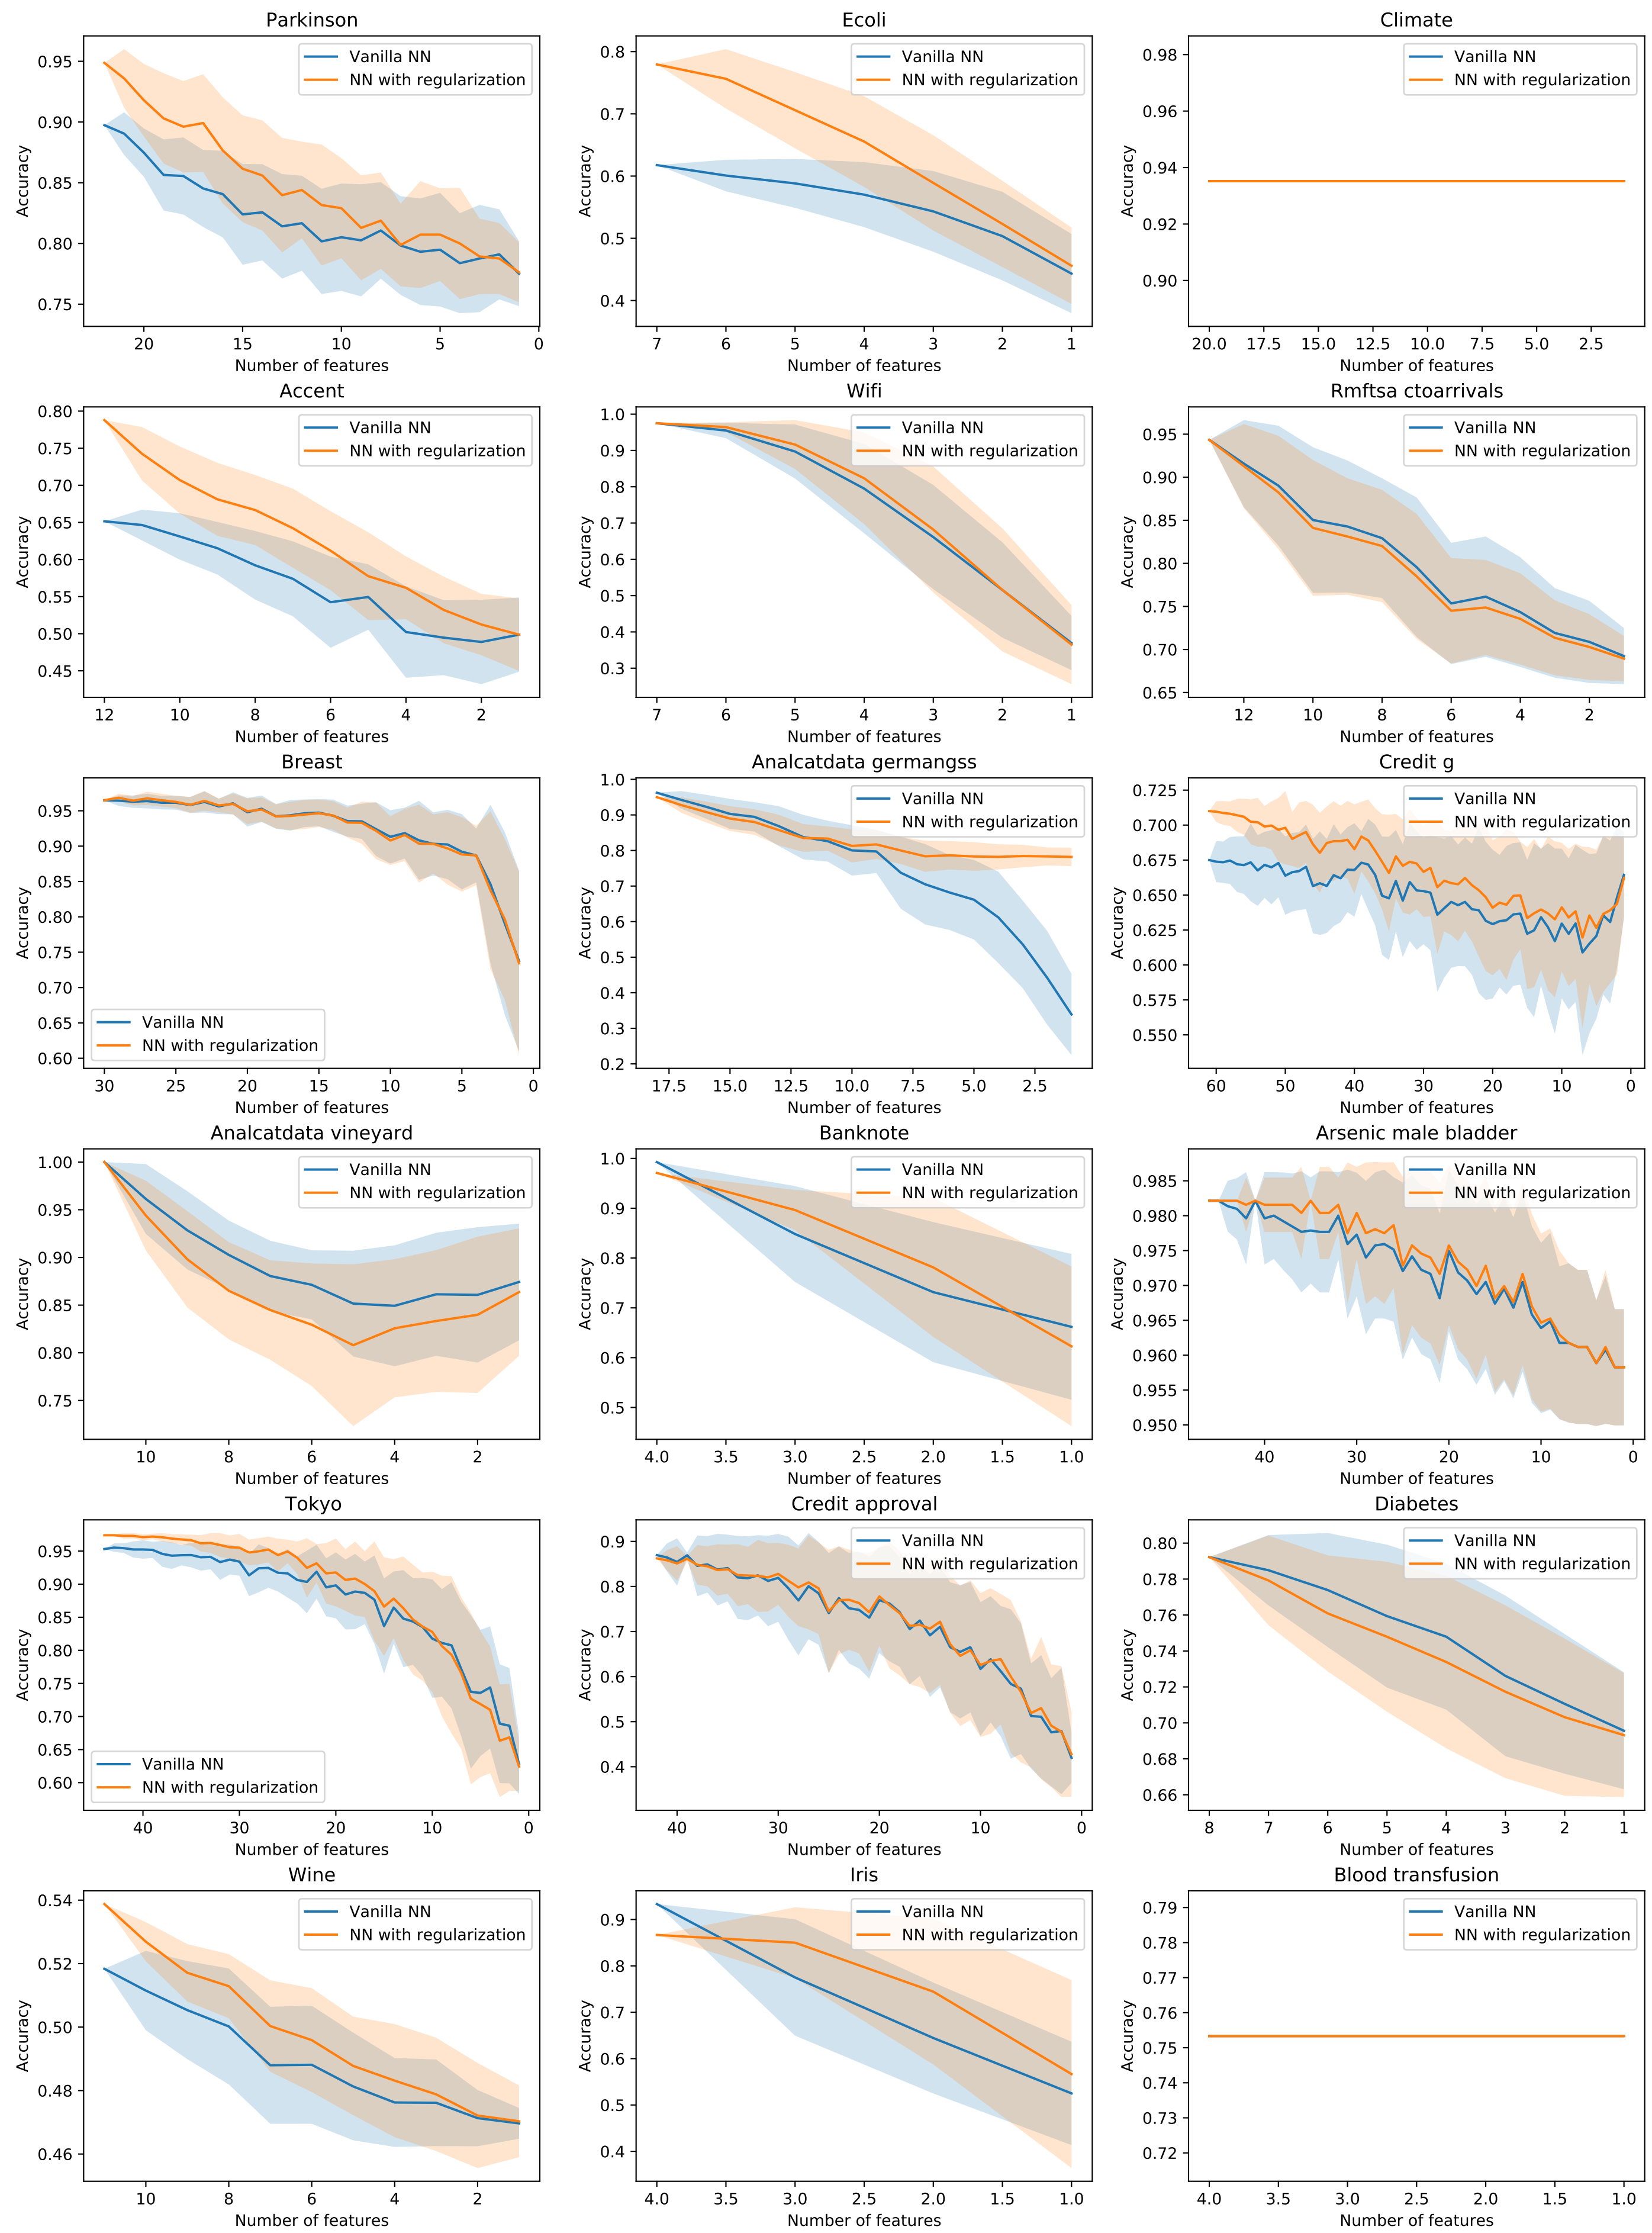 Parkinson
Vanilla NN
NN with regularization
0.95
0.90
0.85
0.80
0.75
Accuracy
20 15 10 5 0
Number of features
Ecoli
Vanilla NN
NN with regularization
0.8
0.7
0.6
0.5
0.4
Accuracy
7 6 5 4 3 2 1
Number of features
Climate
Vanilla NN
NN with regularization
0.98
0.96
0.94
0.92
0.90
Accuracy
20.0 17.5 15.0 12.5 10.0 7.5 5.0 2.5
Number of features
Accent
Vanilla NN
NN with regularization
0.80
0.75
0.70
0.65
0.60
0.55
0.50
0.45
Accuracy
12 10 8 6 4 2
Number of features
Wifi
Vanilla NN
NN with regularization
1.0
0.9
0.8
0.7
0.6
0.5
0.4
0.3
Accuracy
7 6 5 4 3 2 1
Number of features
Rmftsa ctoarrivals
Vanilla NN
NN with regularization
0.95
0.90
0.85
0.80
0.75
0.70
0.65
Accuracy
12 10 8 6 4 2
Number of features
Breast
0.95
0.90
0.85
0.80
0.75
0.70
0.65
0.60
Accuracy
Vanilla NN
NN with regularization
30 25 20 15 10 5 0
Number of features
Analcatdata germangss
Vanilla NN
NN with regularization
1.0
0.9
0.8
0.7
0.6
0.5
0.4
0.3
0.2
Accuracy
17.5 15.0 12.5 10.0 7.5 5.0 2.5
Number of features
Credit g
Vanilla NN
NN with regularization
0.725
0.700
0.675
0.650
0.625
0.600
0.575
0.550
Accuracy
60 50 40 30 20 10 0
Number of features
Analcatdata vineyard
Vanilla NN
NN with regularization
1.00
0.95
0.90
0.85
0.80
0.75
Accuracy
10 8 6 4 2
Number of features
Banknote
Vanilla NN
NN with regularization
1.0
0.9
0.8
0.7
0.6
0.5
Accuracy
4.0 3.5 3.0 2.5 2.0 1.5 1.0
Number of features
Arsenic male bladder
Vanilla NN
NN with regularization
0.985
0.980
0.975
0.970
0.965
0.960
0.955
0.950
Accuracy
40 30 20 10 0
Number of features
Tokyo
0.95
0.90
0.85
0.80
0.75
0.70
0.65
0.60
Accuracy
Vanilla NN
NN with regularization
40 30 20 10 0
Number of features
Credit approval
Vanilla NN
NN with regularization
0.9
0.8
0.7
0.6
0.5
0.4
Accuracy
40 30 20 10 0
Number of features
Diabetes
Vanilla NN
NN with regularization
0.80
0.78
0.76
0.74
0.72
0.70
0.68
0.66
Accuracy
8 7 6 5 4 3 2 1
Number of features
Wine
Vanilla NN
NN with regularization
0.54
0.52
0.50
0.48
0.46
Accuracy
10 8 6 4 2
Number of features
Iris
Vanilla NN
NN with regularization
0.9
0.8
0.7
0.6
0.5
0.4
Accuracy
4.0 3.5 3.0 2.5 2.0 1.5 1.0
Number of features
Blood transfusion
Vanilla NN
NN with regularization
0.79
0.78
0.77
0.76
0.75
0.74
0.73
0.72
Accuracy
4.0 3.5 3.0 2.5 2.0 1.5 1.0
Number of features